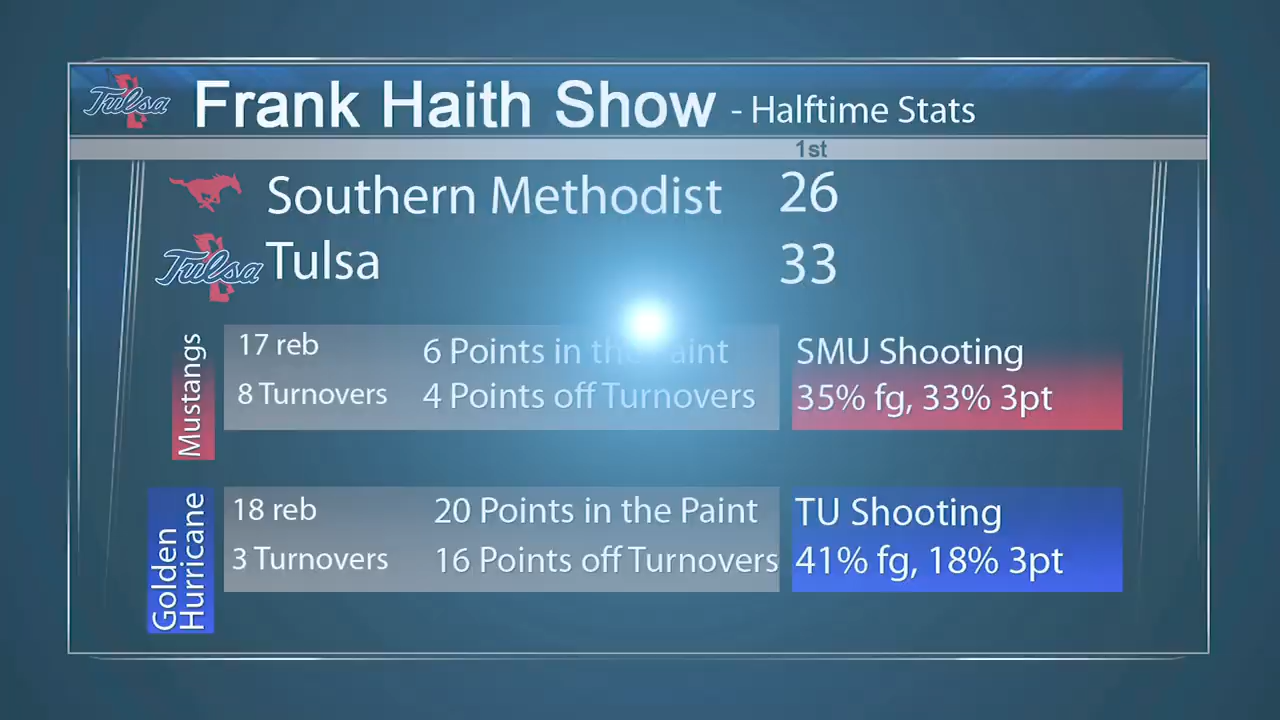 Tulsa Frank Haith Show - Halftime Stats
1st
Southern Methodist 26
Tulsa Tulsa 33
Mustangs
17 reb 6 Points in the Paint
8 Turnovers 4 Points off Turnovers
SMU Shooting
35% fg, 33% 3pt
Golden
Hurricane
18 reb 20 Points in the Paint
3 Turnovers 16 Points off Turnovers
TU Shooting
41% fg, 18% 3pt